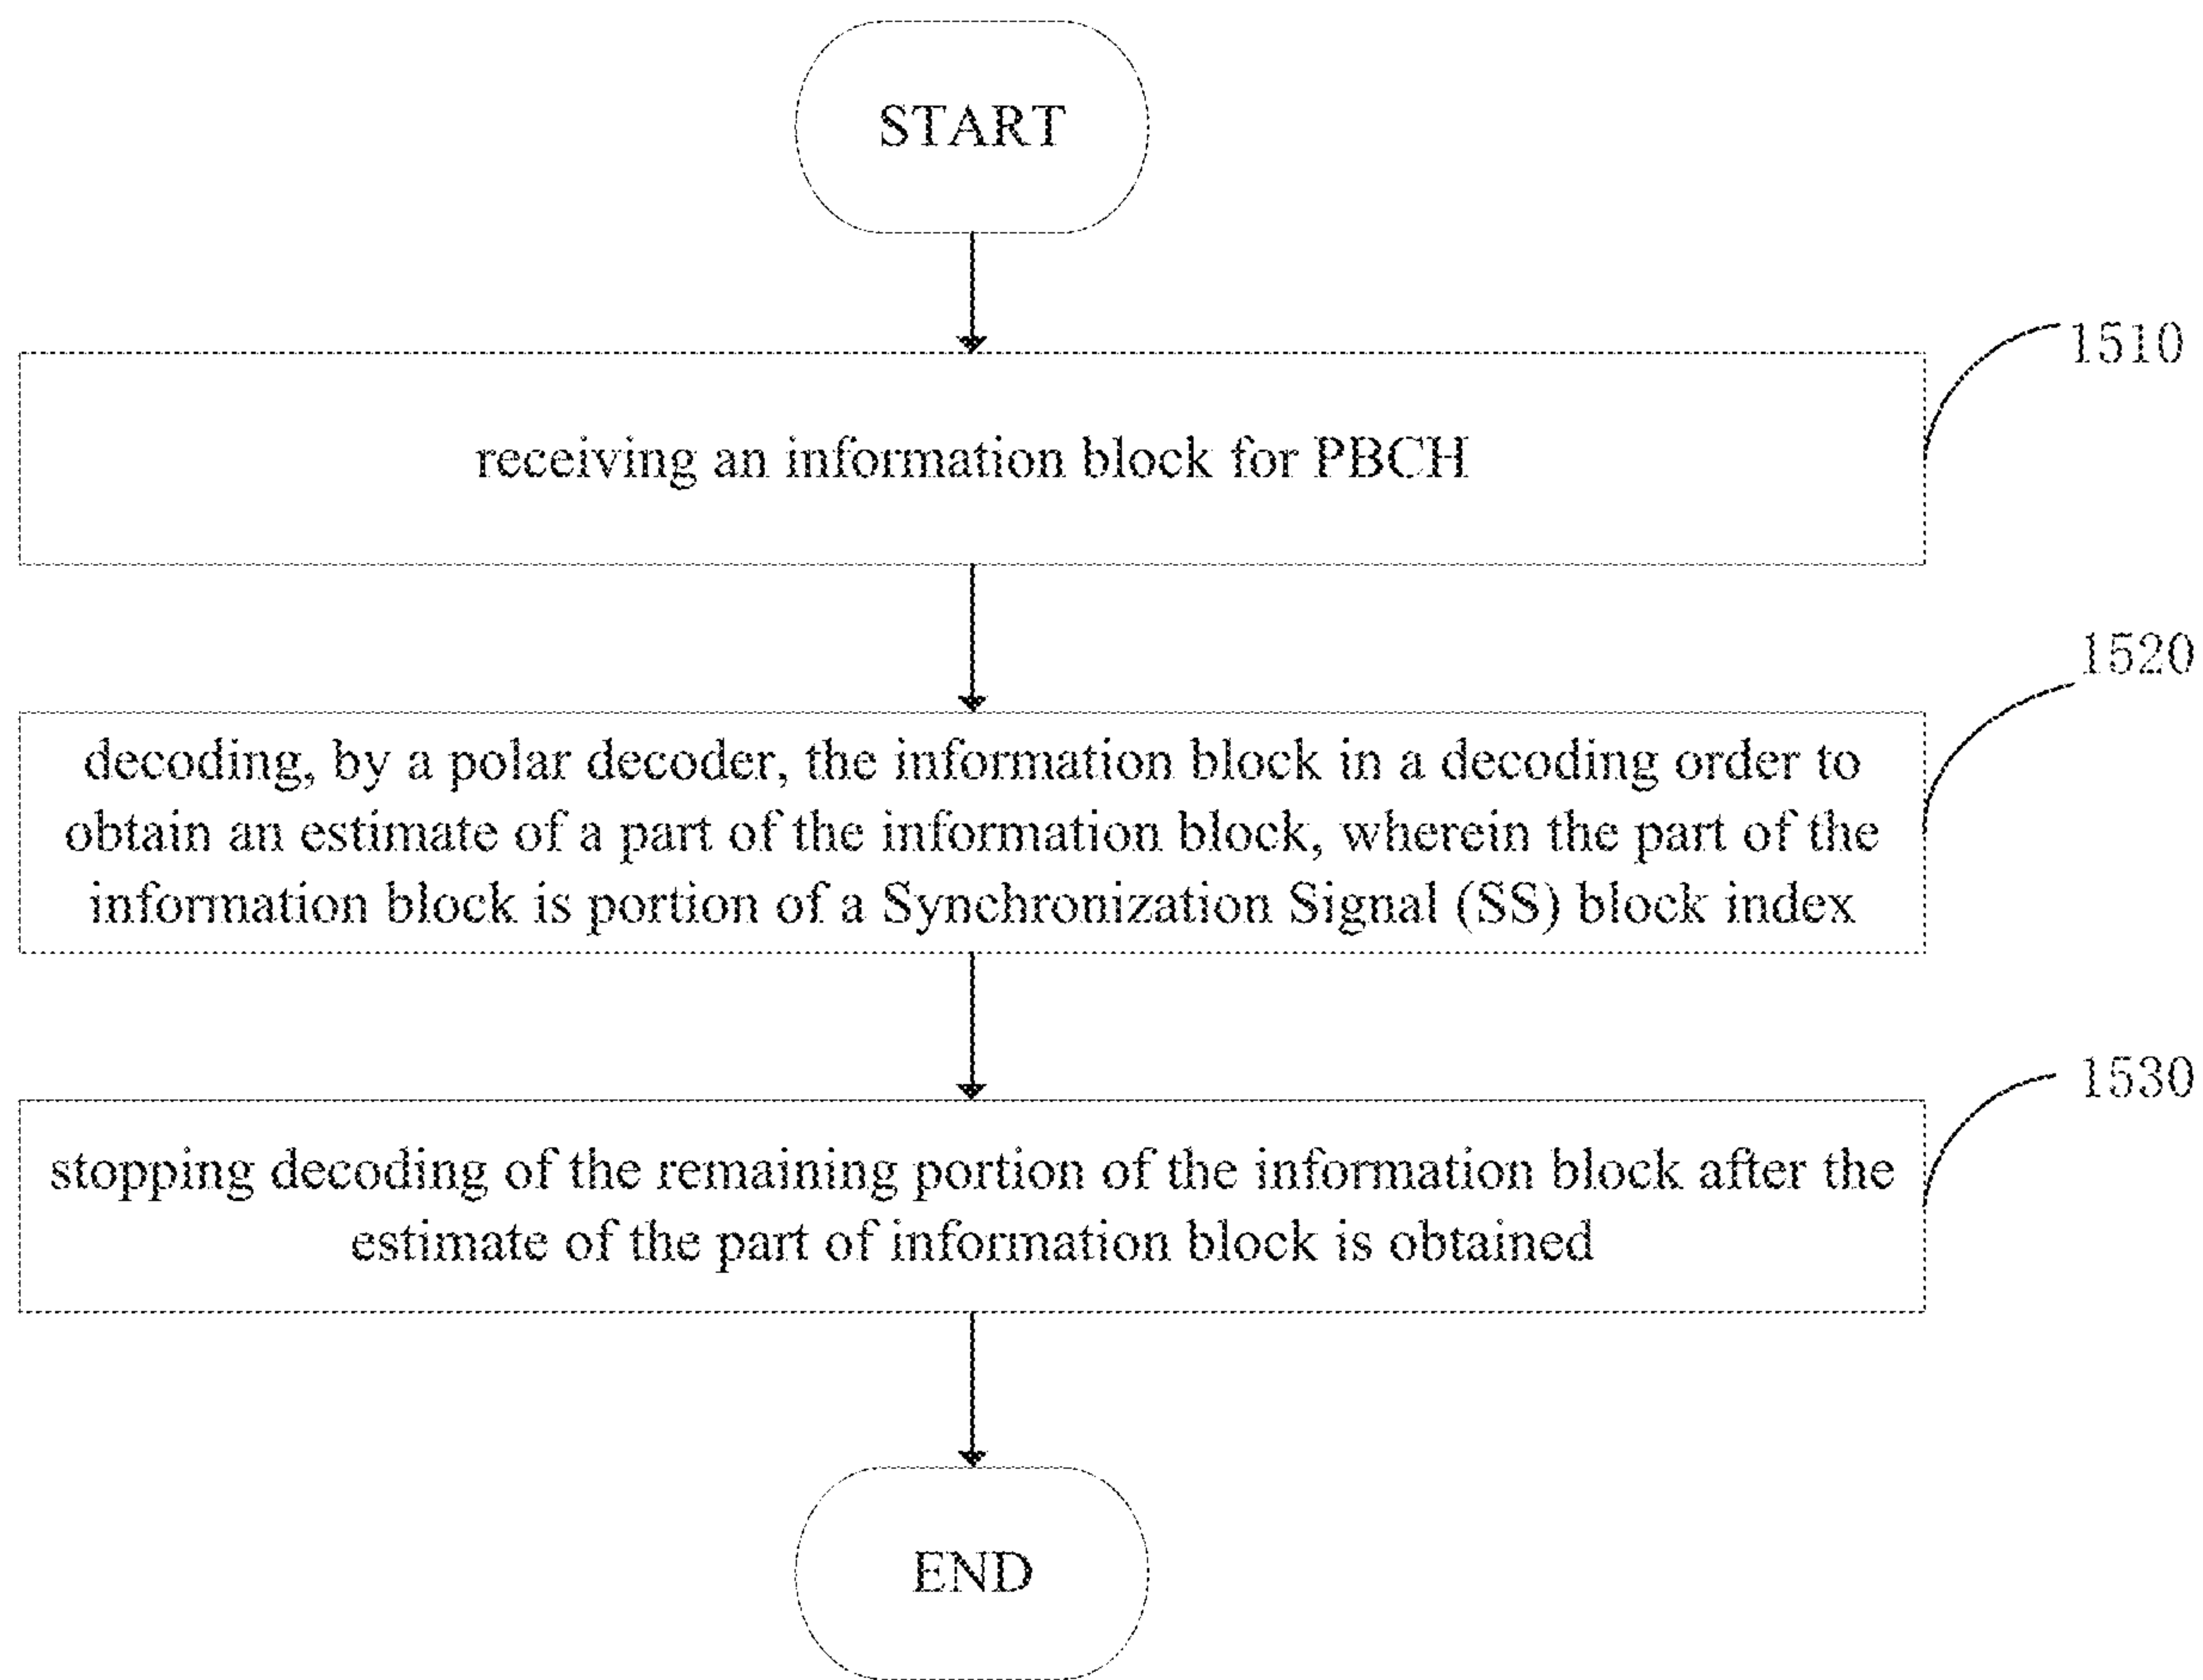 START
1510
receiving an information block for PBCH
1520
decoding, by a polar decoder, the information block in a decoding order to
obtain an estimate of a part of the information block, wherein the part of the
information block is portion of a Synchronization Signal (SS) block index
1530
stopping decoding of the remaining portion of the information block after the
estimate of the part of information block is obtained
END